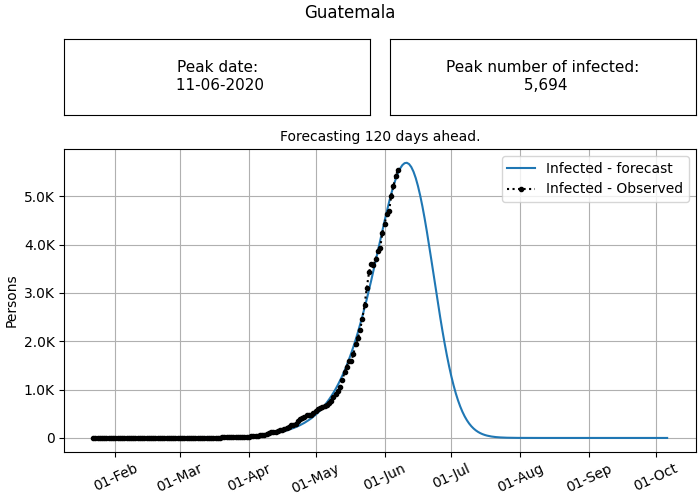 Guatemala
Peak date:
11-06-2020
Peak number of infected:
5,694
Forecasting 120 days ahead.
Infected - forecast
Infected - Observed
Persons
5.0K
4.0K
3.0K
2.0K
1.0K
0
01-Feb
01-Mar
01-Apr
01-May
01-Jun
01-Jul
01-Aug
01-Sep
01-Oct